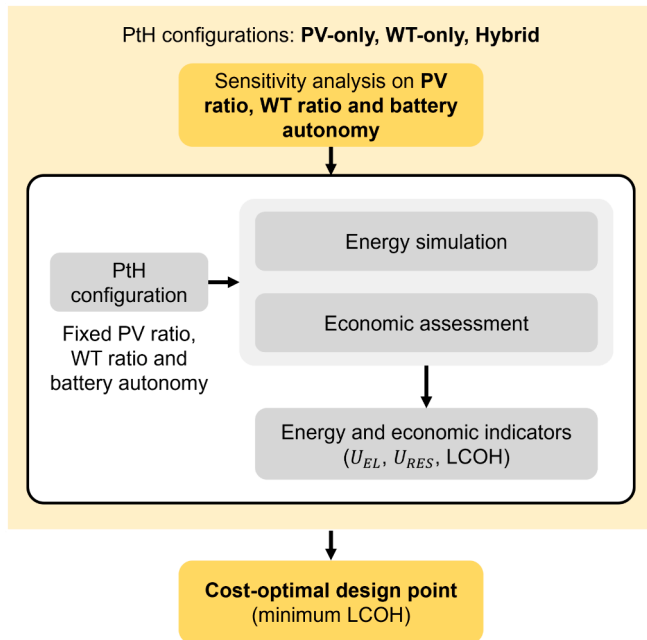 PtH configurations: PV-only, WT-only, Hybrid
Sensitivity analysis on PV
ratio, WT ratio and battery
autonomy
PtH
configuration
Fixed PV ratio,
WT ratio and
battery autonomy
Energy simulation
Economic assessment
Energy and economic indicators
(U_EL, U_RES, LCOH)
Cost-optimal design point
(minimum LCOH)